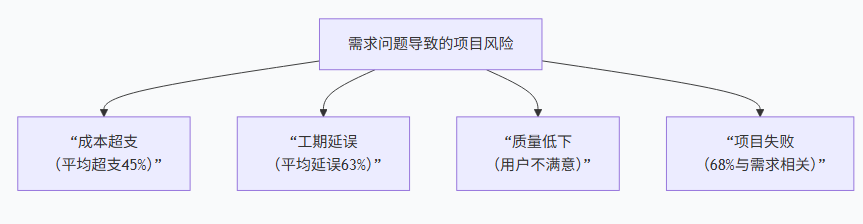 需求问题导致的项目风险
“成本超支
（平均超支45%）”
“工期延误
（平均延误63%）”
“质量低下
（用户不满意）”
“项目失败
（68%与需求相关）”